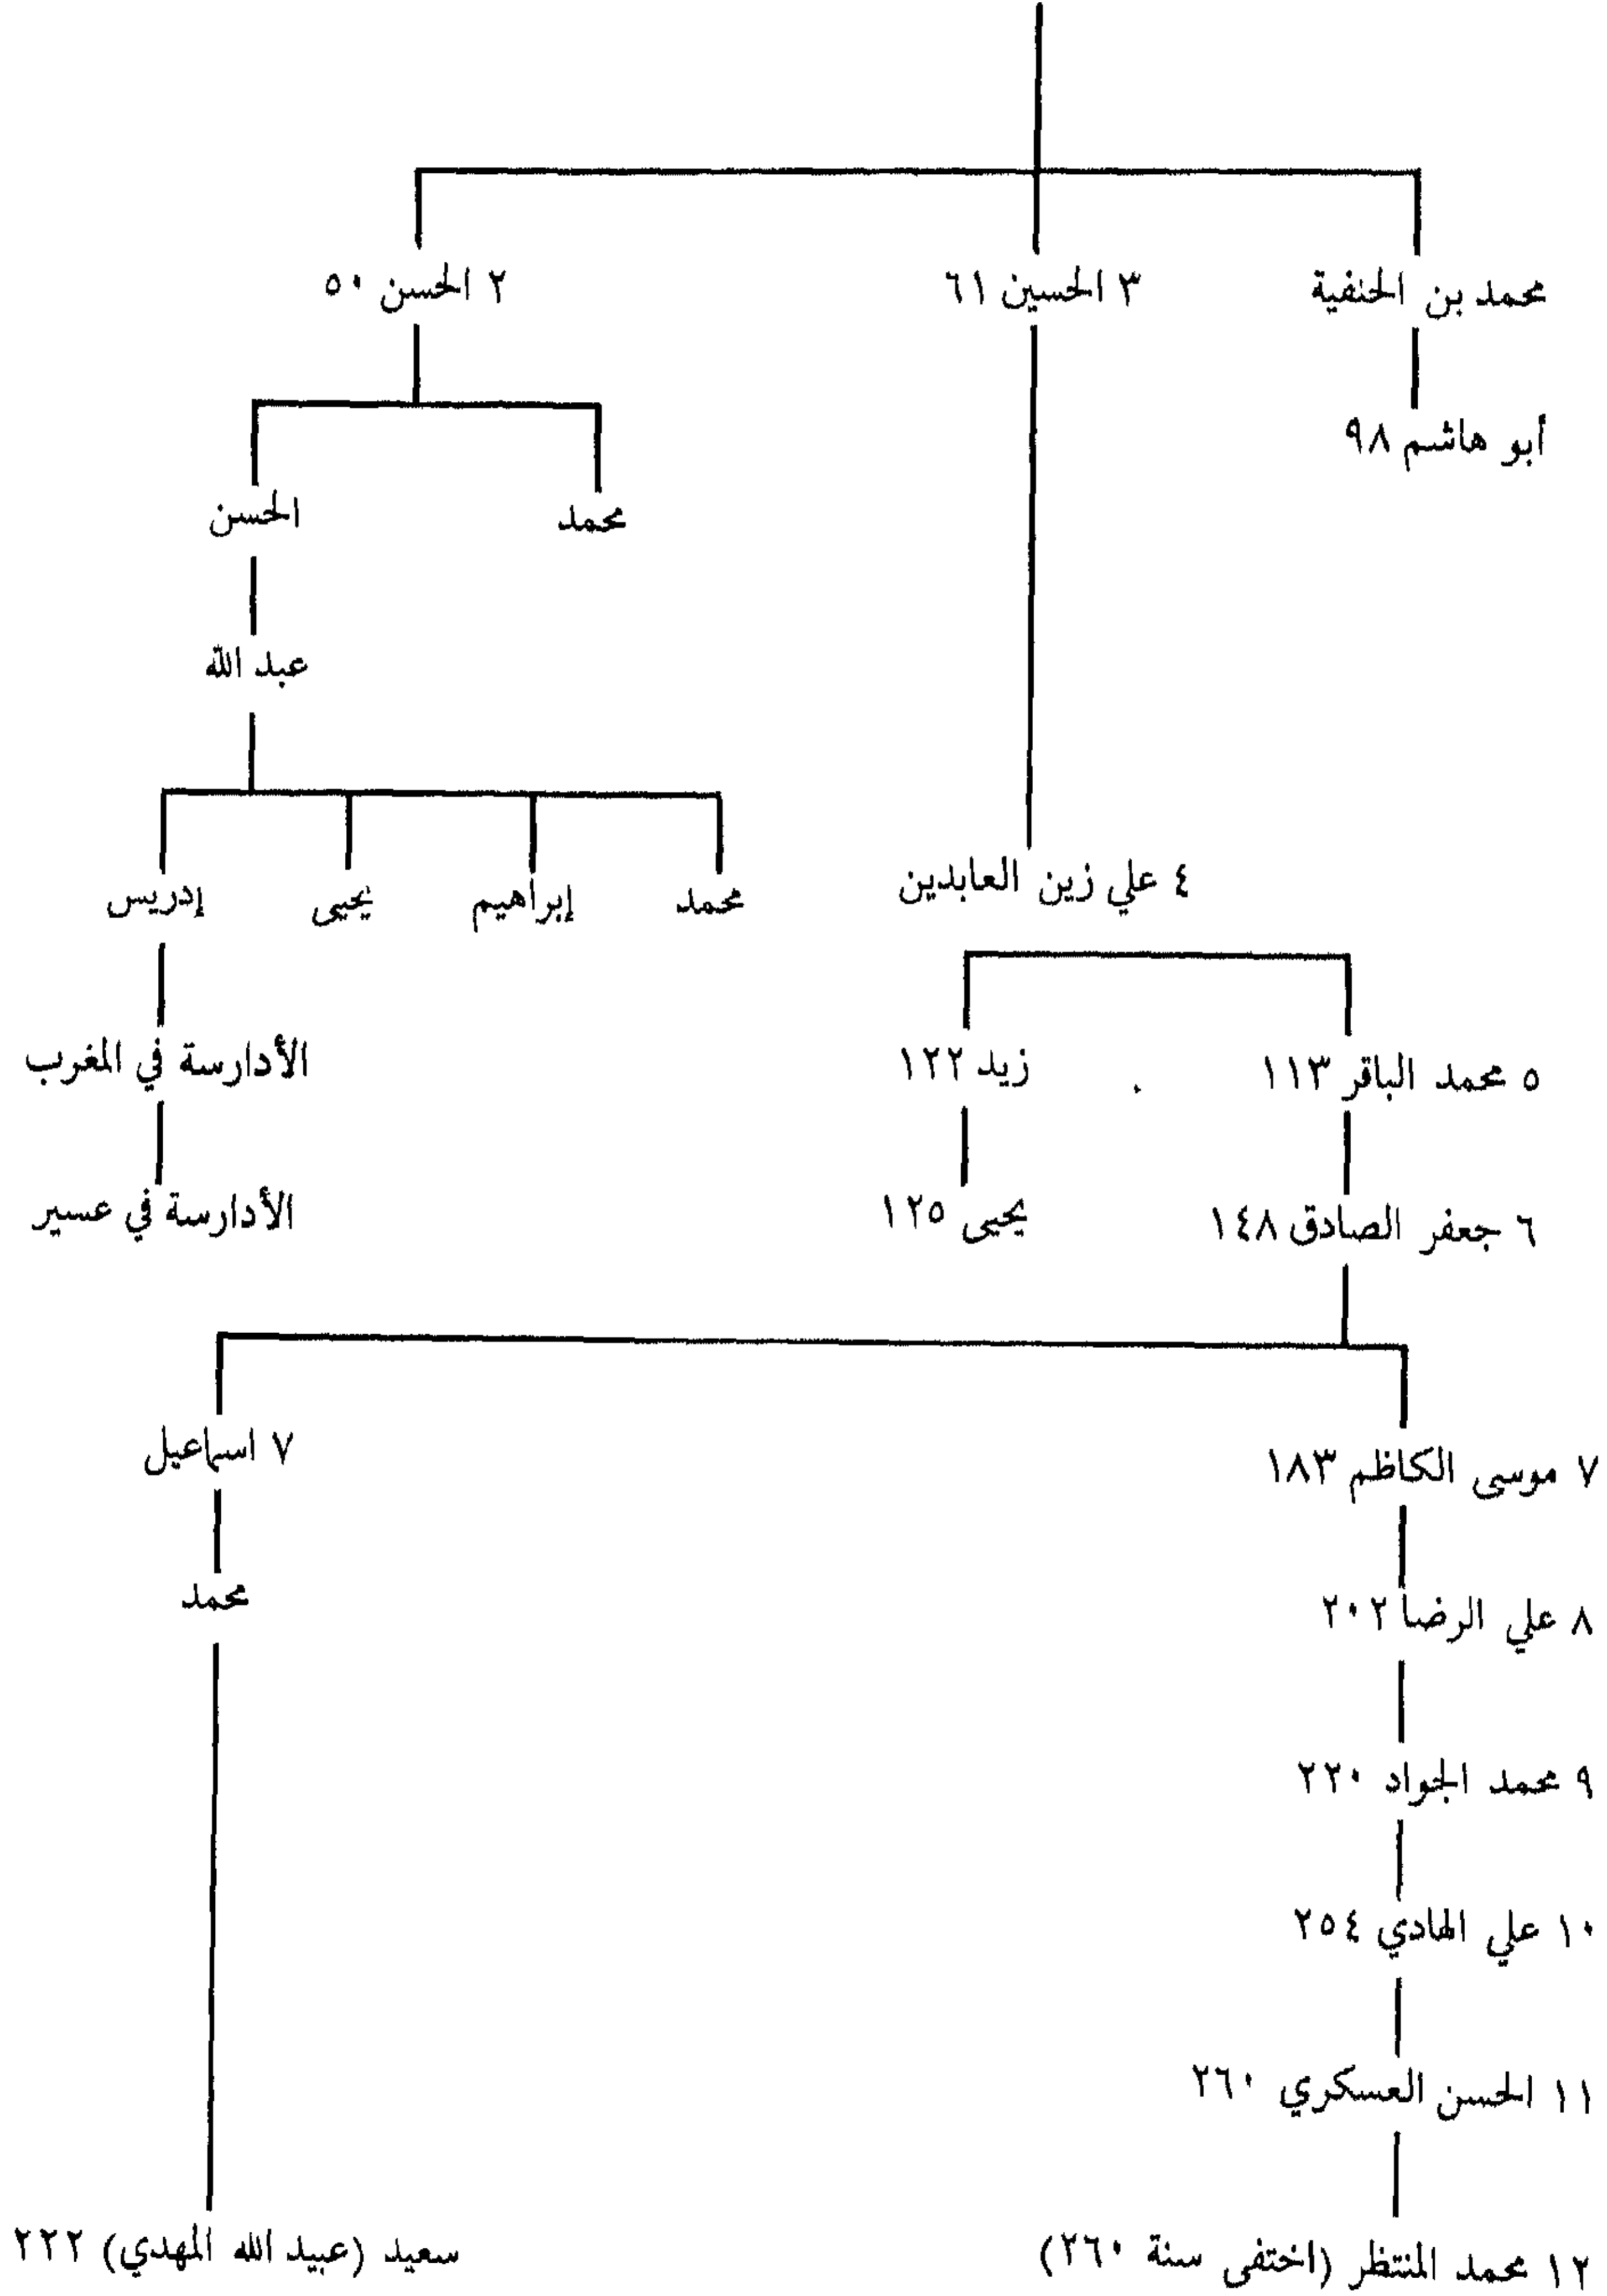 محمد بن الحنفية
٣ الحسين ٦١
٢ الحسن ٥٠
أبو هاشم ٩٨
محمد
الحسن
عبد الله
٤ علي زين العابدين
محمد
إبراهيم
يحيى
إدريس
٥ محمد الباقر ١١٣
زيد ١٢٢
الأدارسة في المغرب
٦ جعفر الصادق ١٤٨
يحيى ١٢٥
الأدارسة في عسير
٧ موسى الكاظم ١٨٣
٧ اسماعيل
٨ علي الرضا ٢٠٢
محمد
٩ محمد الجواد ٢٢٠
١٠ علي الهادي ٢٥٤
١١ الحسن العسكري ٢٦٠
١٢ محمد المنتظر (اختفى سنة ٢٦٠)
سعيد (عبيد الله المهدي) ٢٢٢